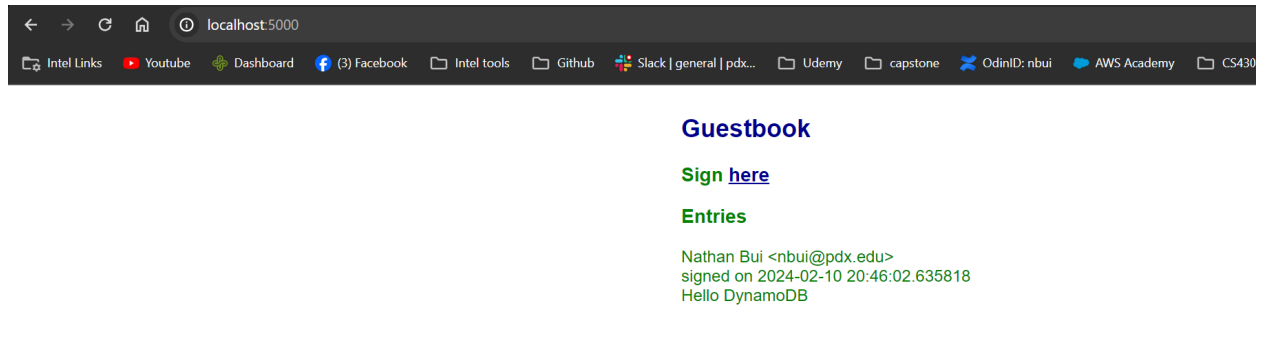 localhost:5000
Intel Links Youtube Dashboard (3) Facebook Intel tools Github Slack | general | pdx... Udemy capstone OdinID: nbui AWS Academy CS430
Guestbook
Sign here
Entries
Nathan Bui <nbui@pdx.edu>
signed on 2024-02-10 20:46:02.635818
Hello DynamoDB